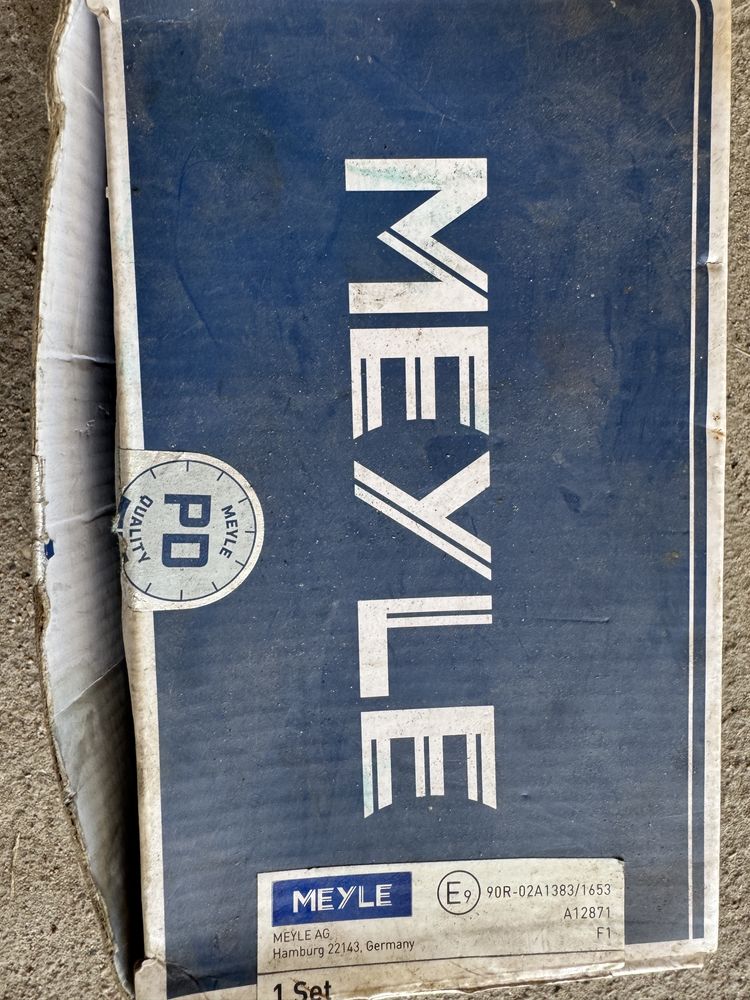 MEYLE
MEYLE
PD
QUALITY
MEYLE
E9
90R-02A1383/1653
A12871
F1
MEYLE AG
Hamburg 22143, Germany
1 Set